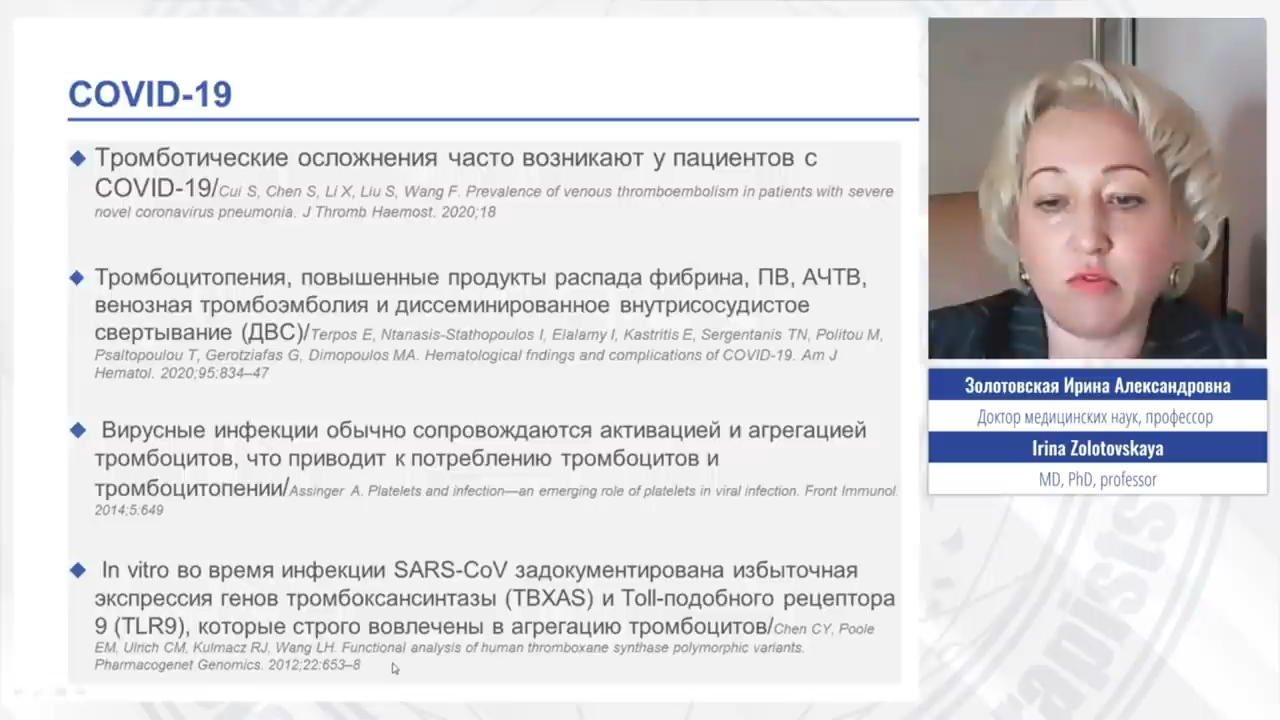 COVID-19
Тромботические осложнения часто возникают у пациентов с
COVID-19/Cui S, Chen S, Li X, Liu S, Wang F. Prevalence of venous thromboembolism in patients with severe
novel coronavirus pneumonia. J Thromb Haemost. 2020;18
Тромбоцитопения, повышенные продукты распада фибрина, ПВ, АЧТВ,
венозная тромбоэмболия и диссеминированное внутрисосудистое
свертывание (ДВС)/Terpos E, Ntanasis-Stathopoulos I, Elalamy I, Kastritis E, Sergentanis TN, Politou M,
Psaltopoulou T, Gerotziafas G, Dimopoulos MA. Hematological fndings and complications of COVID-19. Am J
Hematol. 2020;95:834–47
Вирусные инфекции обычно сопровождаются активацией и агрегацией
тромбоцитов, что приводит к потреблению тромбоцитов и
тромбоцитопении/Assinger A. Platelets and infection—an emerging role of platelets in viral infection. Front Immunol.
2014;5:649
In vitro во время инфекции SARS-CoV задокументирована избыточная
экспрессия генов тромбоксансинтазы (TBXAS) и Toll-подобного рецептора
9 (TLR9), которые строго вовлечены в агрегацию тромбоцитов/Chen CY, Poole
EM, Ulrich CM, Kulmacz RJ, Wang LH. Functional analysis of human thromboxane synthase polymorphic variants.
Pharmacogenet Genomics. 2012;22:653–8
Золотовская Ирина Александровна
Доктор медицинских наук, профессор
Irina Zolotovskaya
MD, PhD, professor